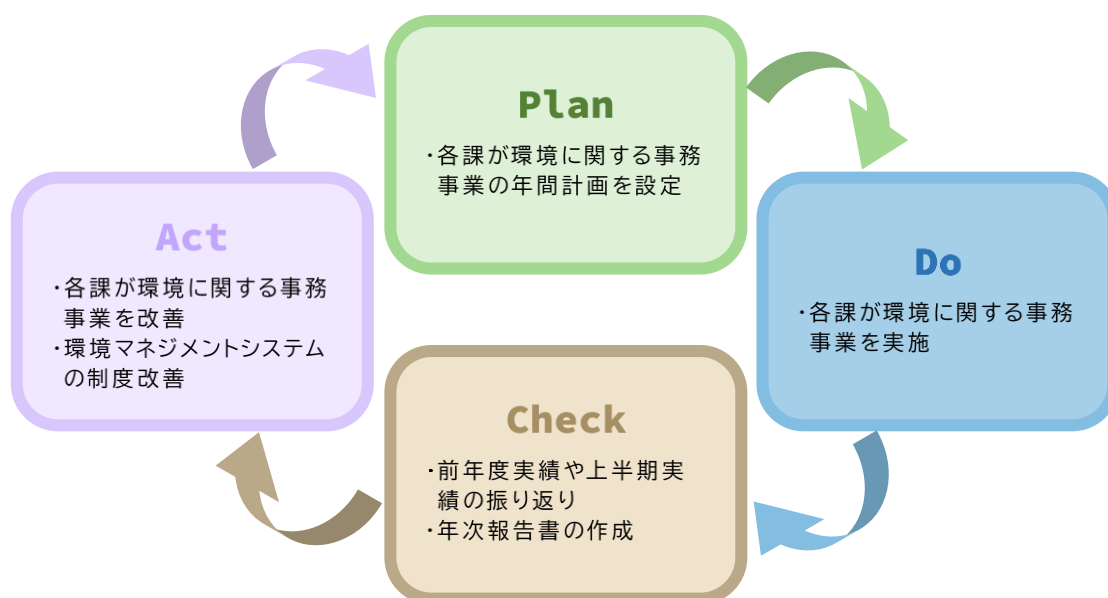 Plan
・各課が環境に関する事務
事業の年間計画を設定
Do
・各課が環境に関する事務
事業を実施
Check
・前年度実績や上半期実
績の振り返り
・年次報告書の作成
Act
・各課が環境に関する事務
事業を改善
・環境マネジメントシステム
の制度改善